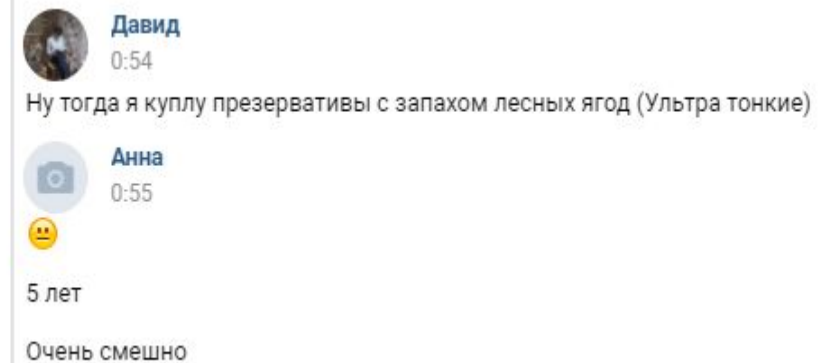 Давид
0:54
Ну тогда я куплу презервативы с запахом лесных ягод (Ультра тонкие)
Анна
0:55
5 лет
Очень смешно